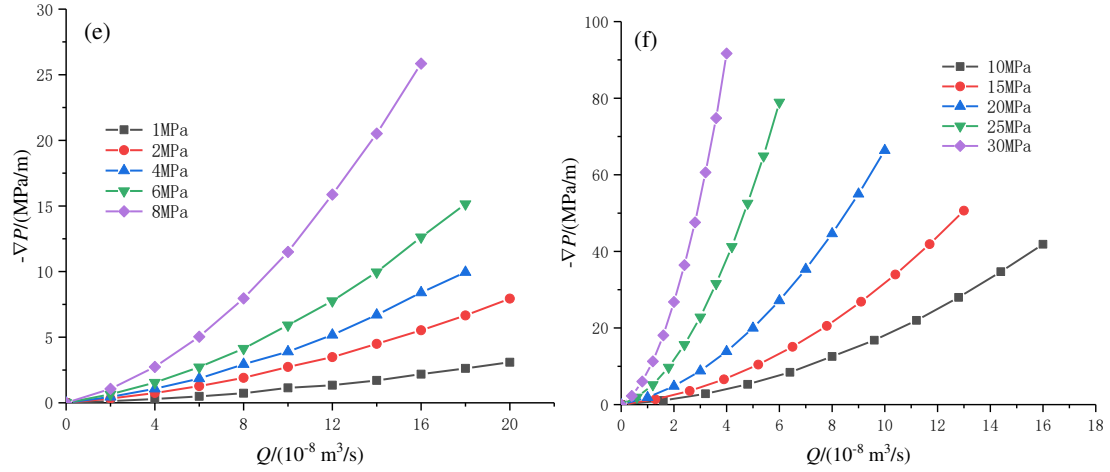 (e)
30
25
20
15
10
5
0
-∇P/(MPa/m)
1MPa
2MPa
4MPa
6MPa
8MPa
0 4 8 12 16 20
Q/(10⁻⁸ m³/s)
(f)
100
80
60
40
20
0
-∇P/(MPa/m)
10MPa
15MPa
20MPa
25MPa
30MPa
0 2 4 6 8 10 12 14 16 18
Q/(10⁻⁸ m³/s)